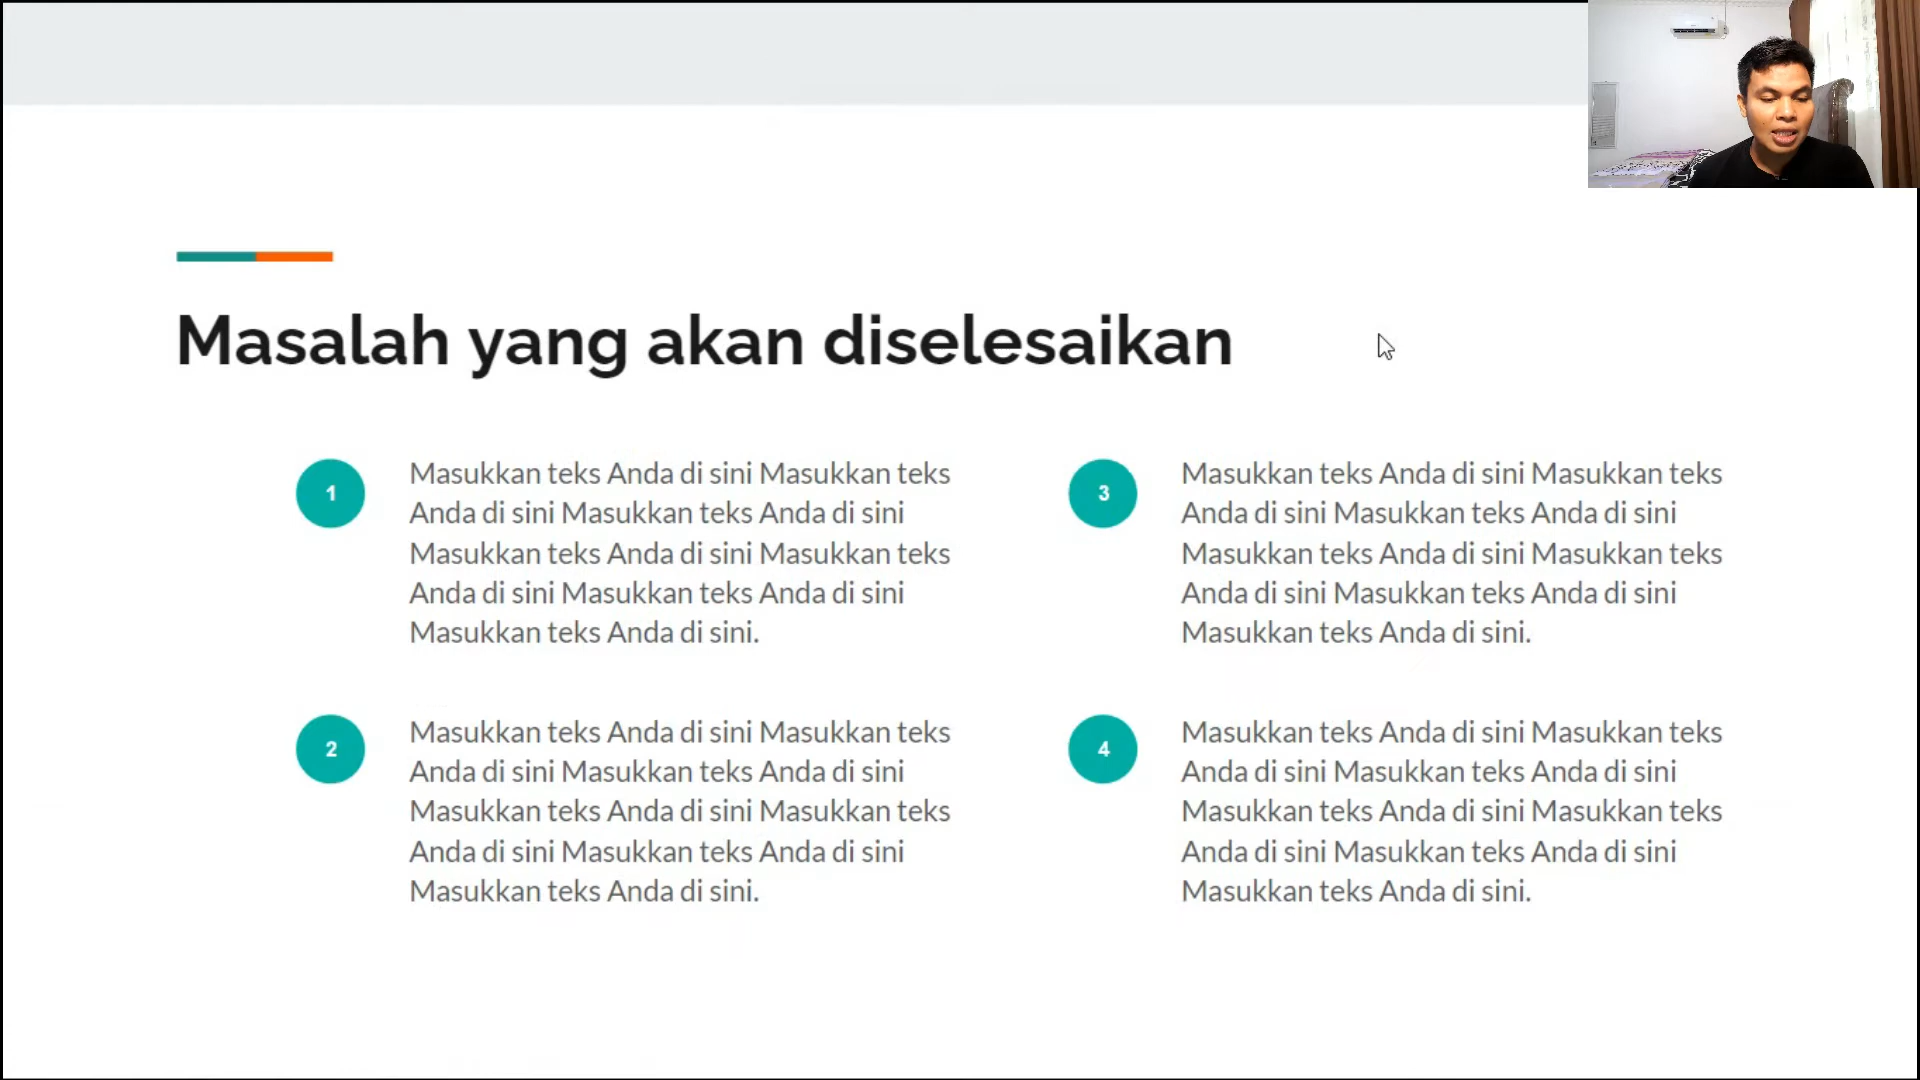 Masalah yang akan diselesaikan
1
Masukkan teks Anda di sini Masukkan teks
Anda di sini Masukkan teks Anda di sini
Masukkan teks Anda di sini Masukkan teks
Anda di sini Masukkan teks Anda di sini
Masukkan teks Anda di sini.
2
Masukkan teks Anda di sini Masukkan teks
Anda di sini Masukkan teks Anda di sini
Masukkan teks Anda di sini Masukkan teks
Anda di sini Masukkan teks Anda di sini
Masukkan teks Anda di sini.
3
Masukkan teks Anda di sini Masukkan teks
Anda di sini Masukkan teks Anda di sini
Masukkan teks Anda di sini Masukkan teks
Anda di sini Masukkan teks Anda di sini
Masukkan teks Anda di sini.
4
Masukkan teks Anda di sini Masukkan teks
Anda di sini Masukkan teks Anda di sini
Masukkan teks Anda di sini Masukkan teks
Anda di sini Masukkan teks Anda di sini
Masukkan teks Anda di sini.